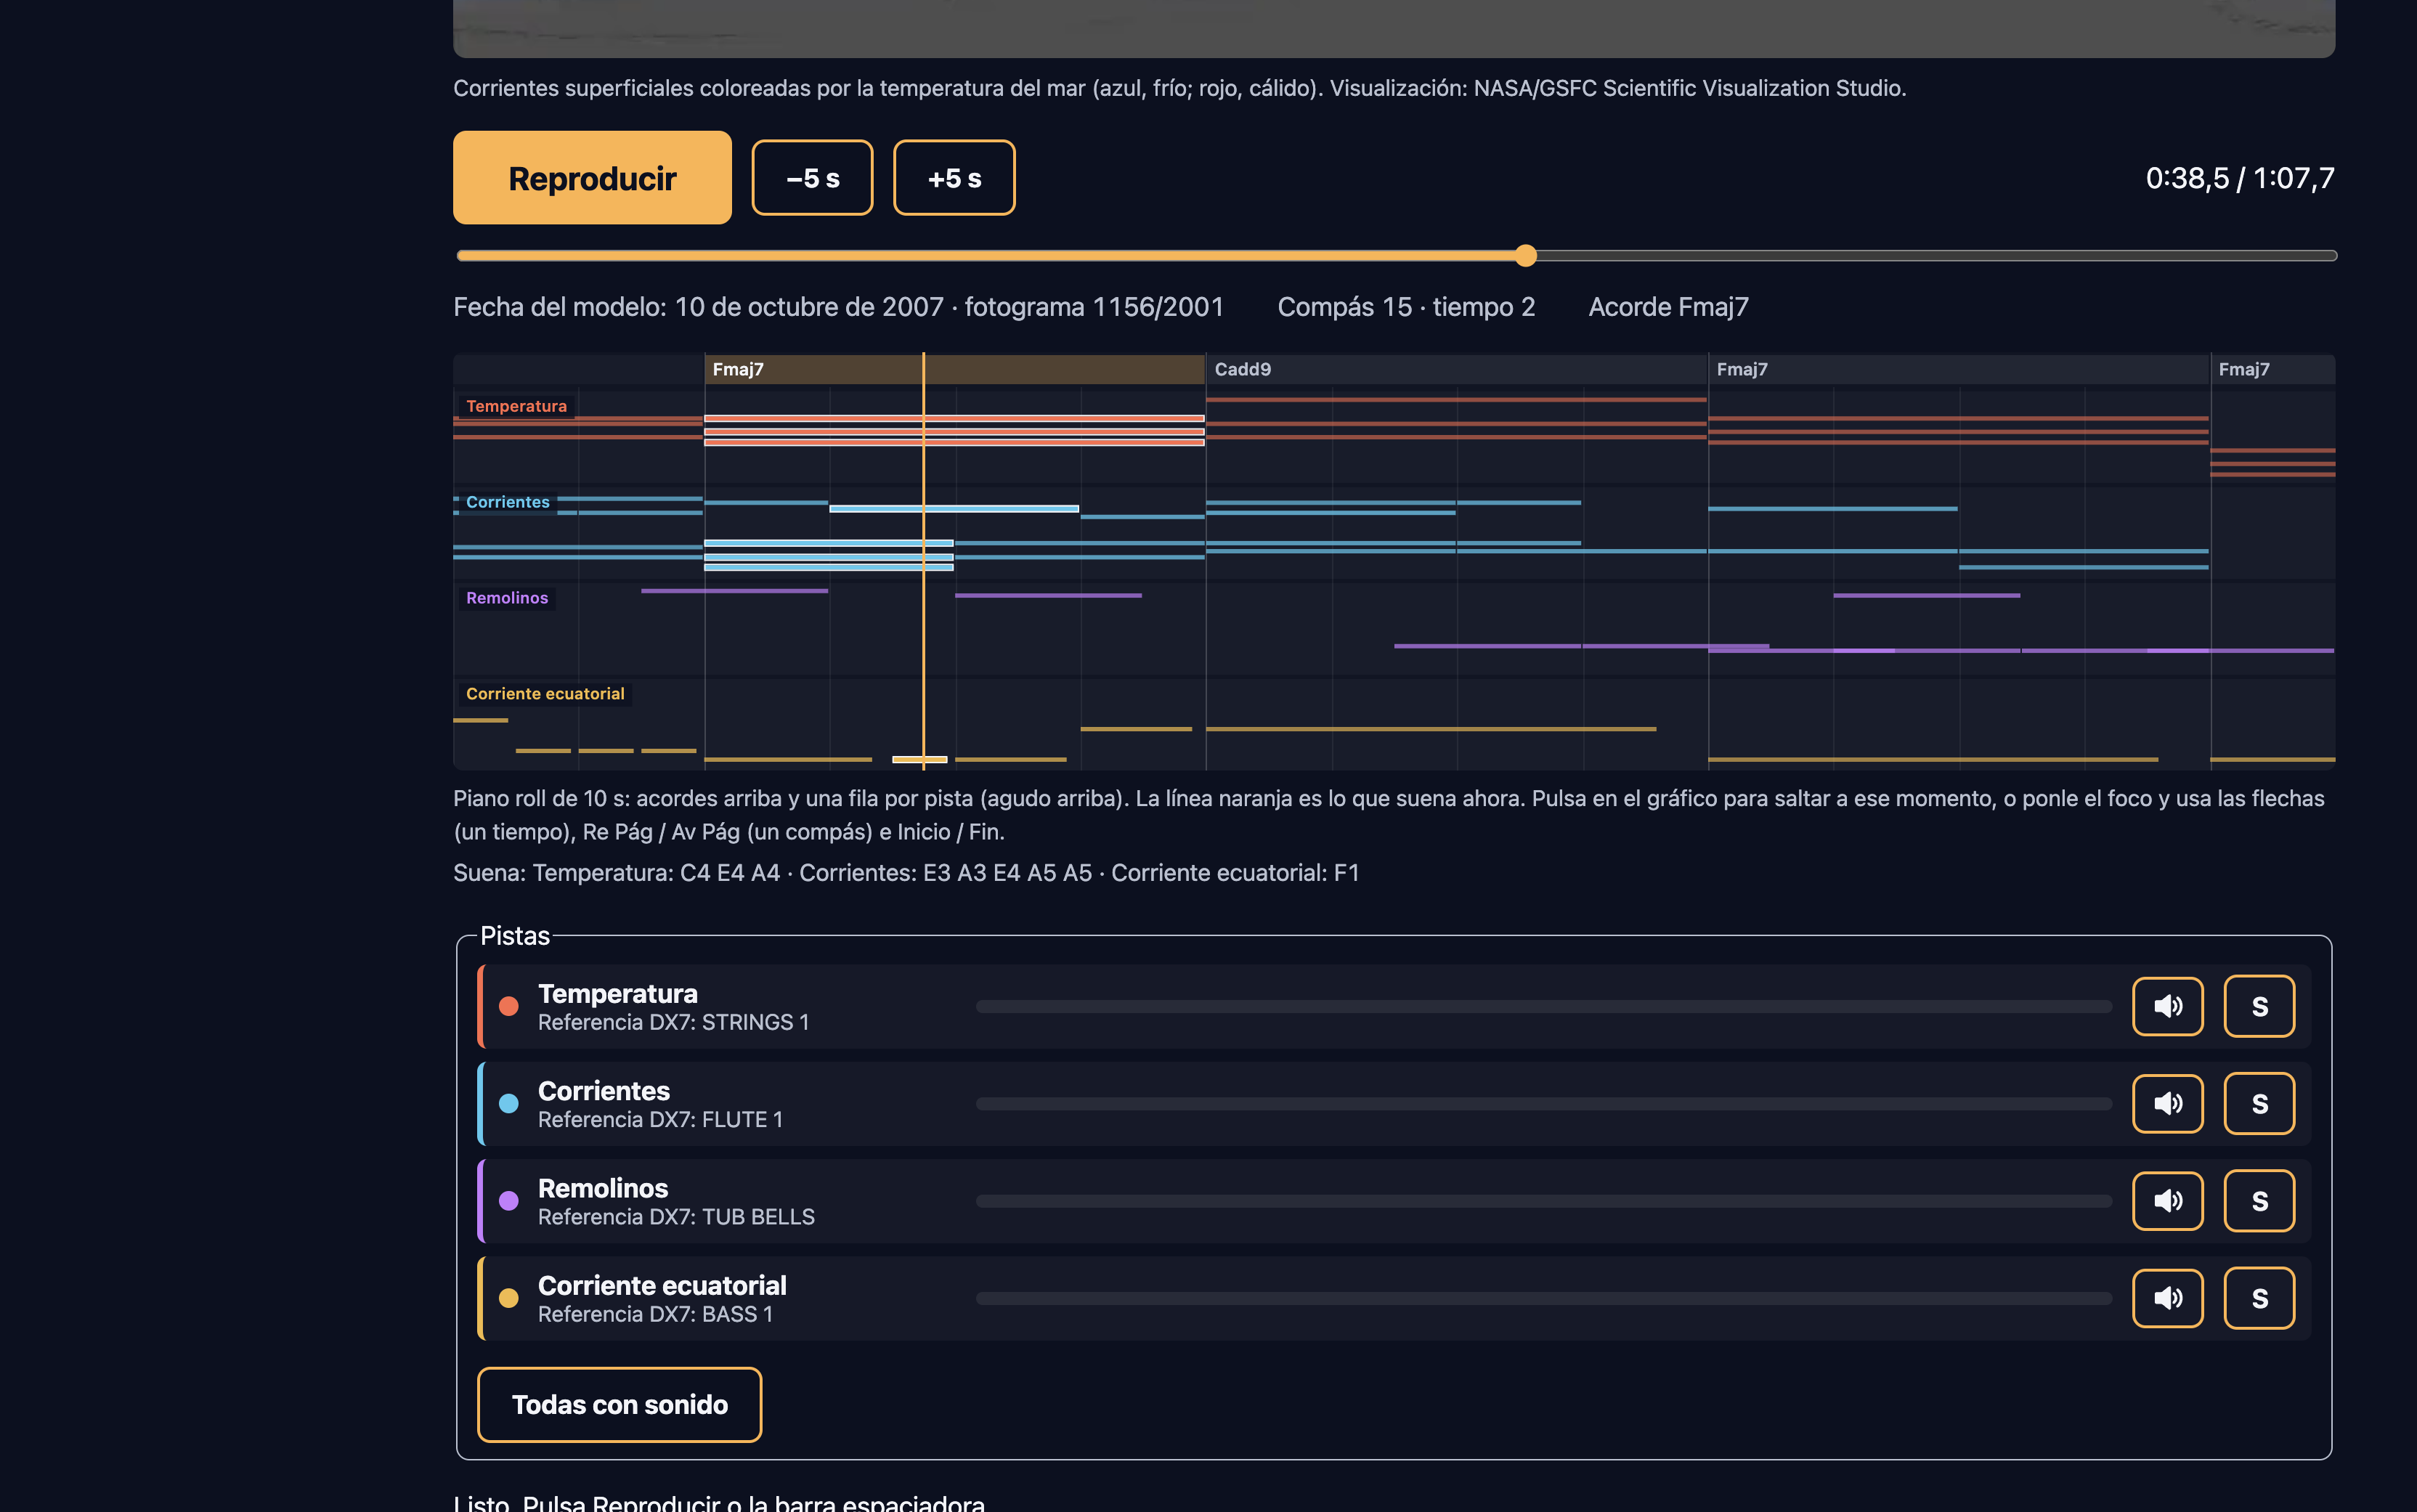 Corrientes superficiales coloreadas por la temperatura del mar (azul, frío; rojo, cálido). Visualización: NASA/GSFC Scientific Visualization Studio.
Reproducir
−5 s
+5 s
0:38,5 / 1:07,7
Fecha del modelo: 10 de octubre de 2007 · fotograma 1156/2001
Compás 15 · tiempo 2
Acorde Fmaj7
Fmaj7
Cadd9
Fmaj7
Fmaj7
Temperatura
Corrientes
Remolinos
Corriente ecuatorial
Piano roll de 10 s: acordes arriba y una fila por pista (agudo arriba). La línea naranja es lo que suena ahora. Pulsa en el gráfico para saltar a ese momento, o ponle el foco y usa las flechas
(un tiempo), Re Pág / Av Pág (un compás) e Inicio / Fin.
Suena: Temperatura: C4 E4 A4 · Corrientes: E3 A3 E4 A5 A5 · Corriente ecuatorial: F1
Pistas
Temperatura
Referencia DX7: STRINGS 1
S
Corrientes
Referencia DX7: FLUTE 1
S
Remolinos
Referencia DX7: TUB BELLS
S
Corriente ecuatorial
Referencia DX7: BASS 1
S
Todas con sonido
Listo. Pulsa Reproducir o la barra espaciadora